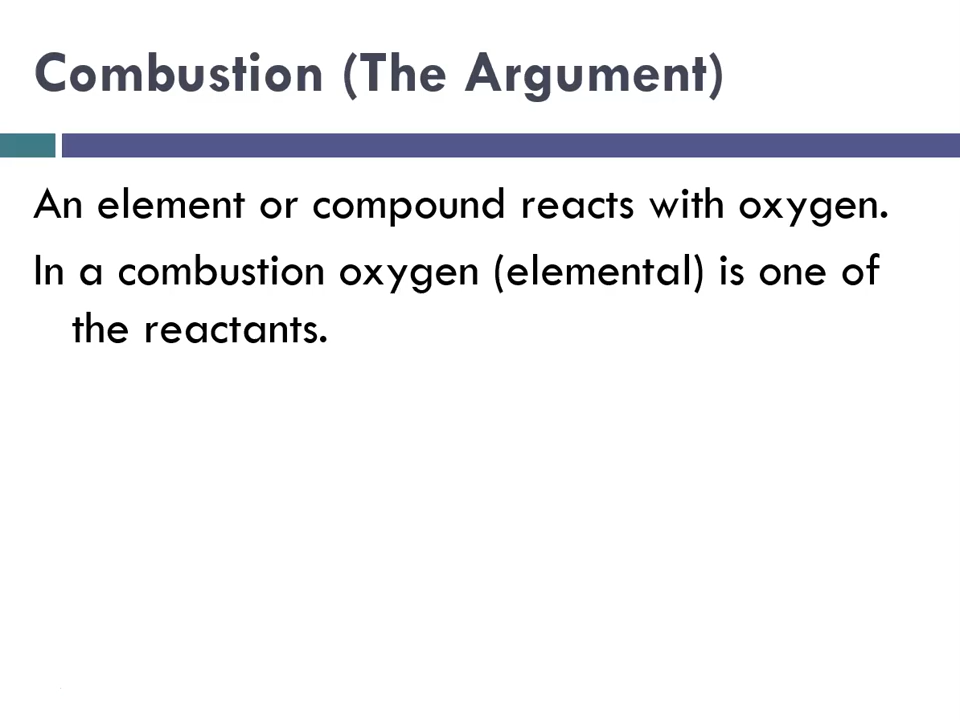 Combustion (The Argument)
An element or compound reacts with oxygen.
In a combustion oxygen (elemental) is one of
the reactants.